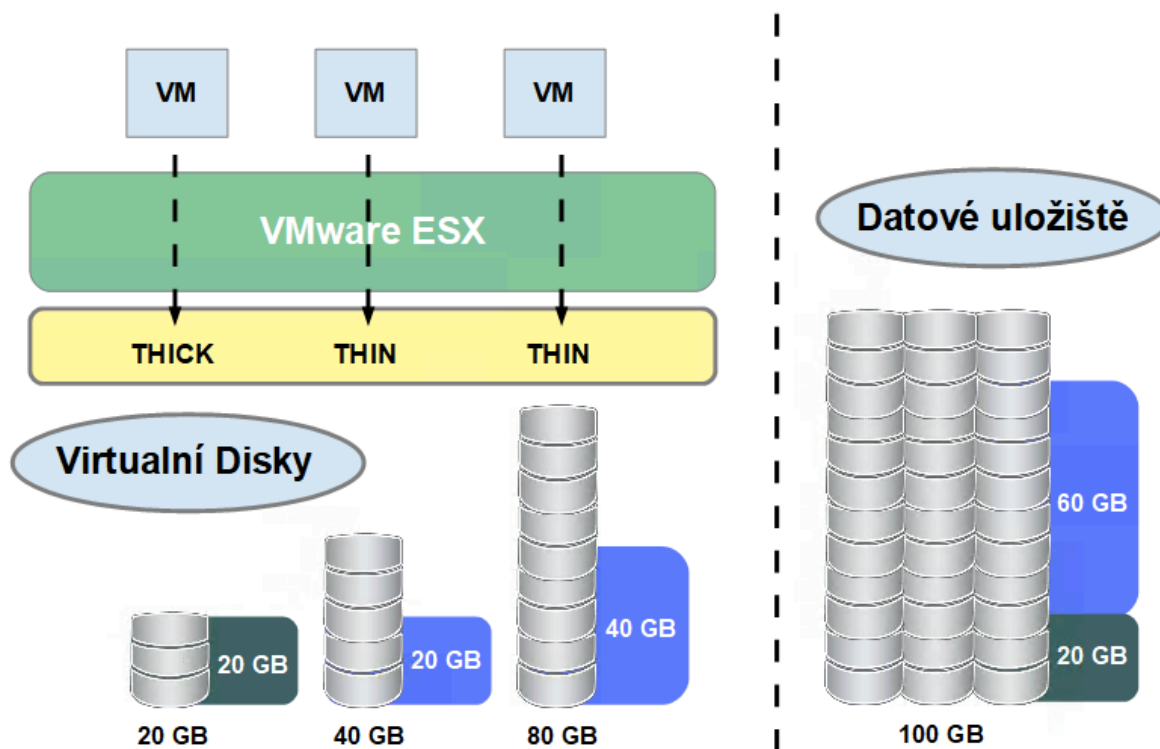 VM
VM
VM
VMware ESX
THICK
THIN
THIN
Virtualní Disky
20 GB
20 GB
40 GB
20 GB
40 GB
80 GB
Datové uložiště
60 GB
20 GB
100 GB